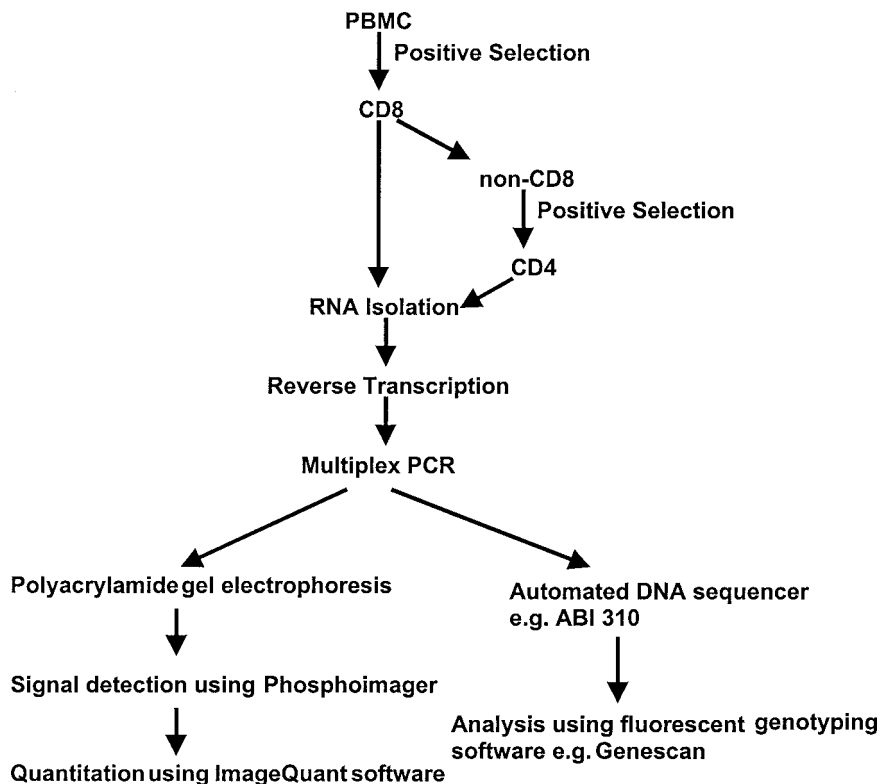 PBMC
Positive Selection
CD8
non-CD8
Positive Selection
CD4
RNA Isolation
Reverse Transcription
Multiplex PCR
Polyacrylamide gel electrophoresis
Automated DNA sequencer
e.g. ABI 310
Signal detection using Phosphoimager
Analysis using fluorescent genotyping
software e.g. Genescan
Quantitation using ImageQuant software